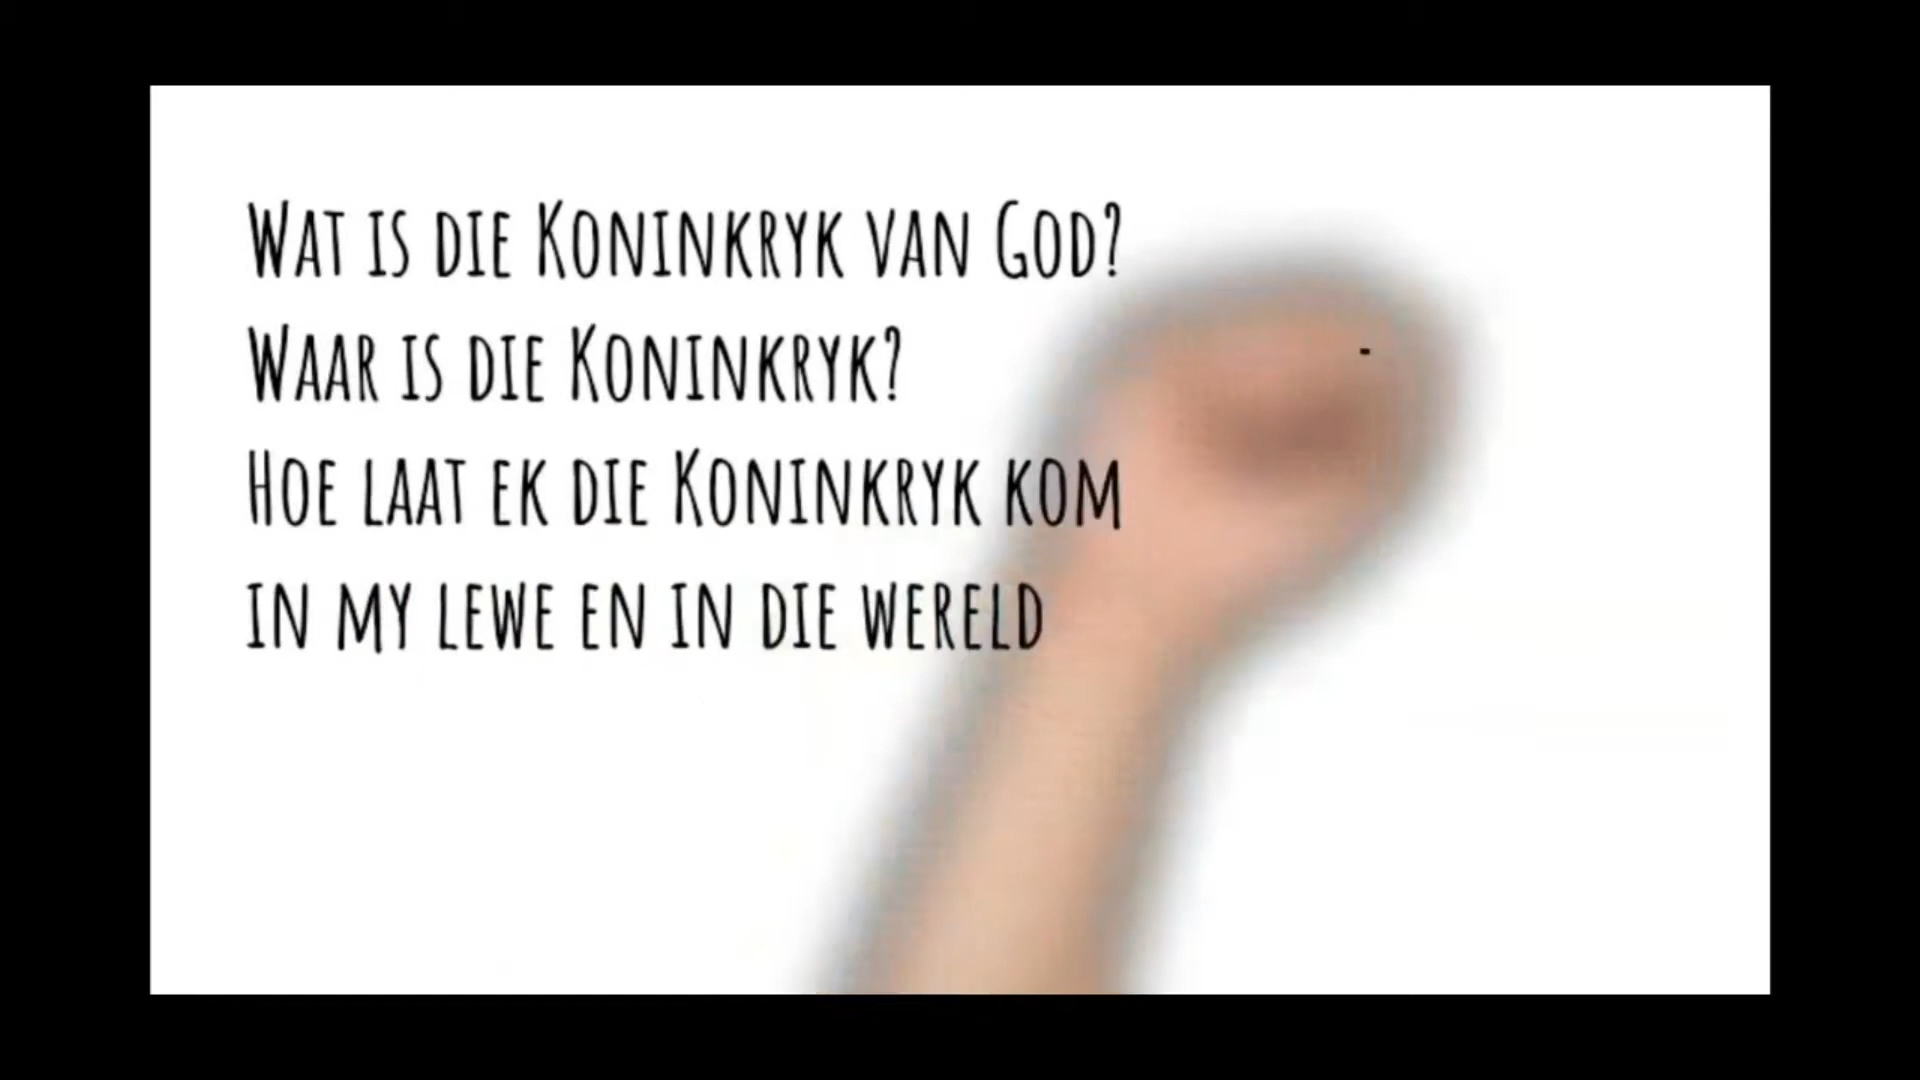 Wat is die Koninkryk van God?
Waar is die Koninkryk?
Hoe laat ek die Koninkryk kom
in my lewe en in die wereld